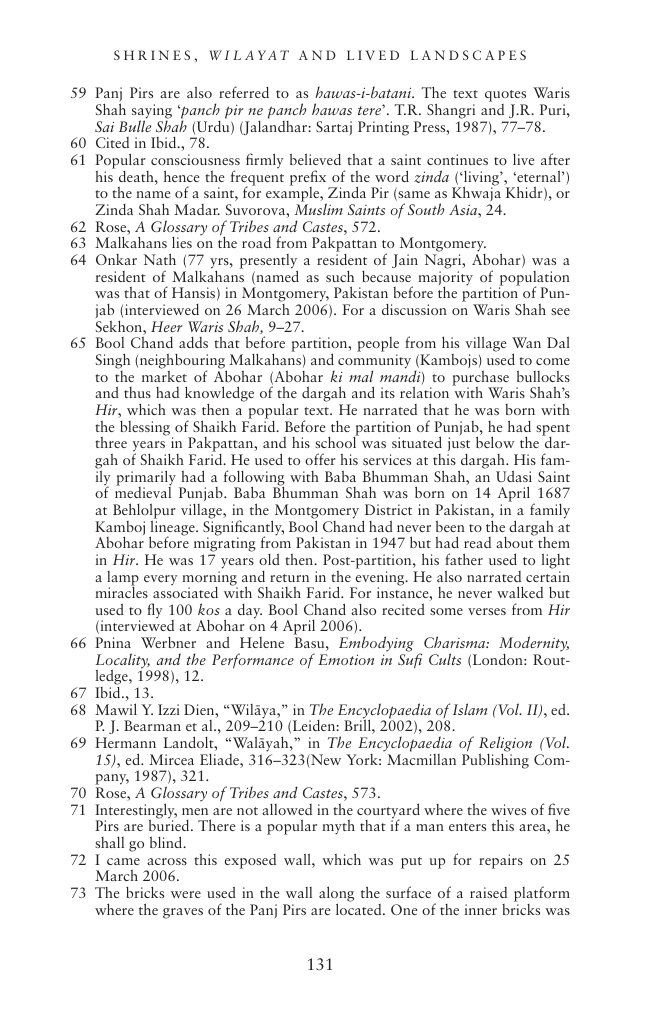 SHRINES, WILAYAT AND LIVED LANDSCAPES
59 Panj Pirs are also referred to as hawas-i-batani. The text quotes Waris
Shah saying ‘panch pir ne panch hawas tere’. T.R. Shangri and J.R. Puri,
Sai Bulle Shah (Urdu) (Jalandhar: Sartaj Printing Press, 1987), 77–78.
60 Cited in Ibid., 78.
61 Popular consciousness firmly believed that a saint continues to live after
his death, hence the frequent prefix of the word zinda (‘living’, ‘eternal’)
to the name of a saint, for example, Zinda Pir (same as Khwaja Khidr), or
Zinda Shah Madar. Suvorova, Muslim Saints of South Asia, 24.
62 Rose, A Glossary of Tribes and Castes, 572.
63 Malkahans lies on the road from Pakpattan to Montgomery.
64 Onkar Nath (77 yrs, presently a resident of Jain Nagri, Abohar) was a
resident of Malkahans (named as such because majority of population
was that of Hansis) in Montgomery, Pakistan before the partition of Pun-
jab (interviewed on 26 March 2006). For a discussion on Waris Shah see
Sekhon, Heer Waris Shah, 9–27.
65 Bool Chand adds that before partition, people from his village Wan Dal
Singh (neighbouring Malkahans) and community (Kambojs) used to come
to the market of Abohar (Abohar ki mal mandi) to purchase bullocks
and thus had knowledge of the dargah and its relation with Waris Shah’s
Hir, which was then a popular text. He narrated that he was born with
the blessing of Shaikh Farid. Before the partition of Punjab, he had spent
three years in Pakpattan, and his school was situated just below the dar-
gah of Shaikh Farid. He used to offer his services at this dargah. His fam-
ily primarily had a following with Baba Bhumman Shah, an Udasi Saint
of medieval Punjab. Baba Bhumman Shah was born on 14 April 1687
at Behlolpur village, in the Montgomery District in Pakistan, in a family
Kamboj lineage. Significantly, Bool Chand had never been to the dargah at
Abohar before migrating from Pakistan in 1947 but had read about them
in Hir. He was 17 years old then. Post-partition, his father used to light
a lamp every morning and return in the evening. He also narrated certain
miracles associated with Shaikh Farid. For instance, he never walked but
used to fly 100 kos a day. Bool Chand also recited some verses from Hir
(interviewed at Abohar on 4 April 2006).
66 Pnina Werbner and Helene Basu, Embodying Charisma: Modernity,
Locality, and the Performance of Emotion in Sufi Cults (London: Rout-
ledge, 1998), 12.
67 Ibid., 13.
68 Mawil Y. Izzi Dien, “Wilāya,” in The Encyclopaedia of Islam (Vol. II), ed.
P. J. Bearman et al., 209–210 (Leiden: Brill, 2002), 208.
69 Hermann Landolt, “Walāyah,” in The Encyclopaedia of Religion (Vol.
15), ed. Mircea Eliade, 316–323(New York: Macmillan Publishing Com-
pany, 1987), 321.
70 Rose, A Glossary of Tribes and Castes, 573.
71 Interestingly, men are not allowed in the courtyard where the wives of five
Pirs are buried. There is a popular myth that if a man enters this area, he
shall go blind.
72 I came across this exposed wall, which was put up for repairs on 25
March 2006.
73 The bricks were used in the wall along the surface of a raised platform
where the graves of the Panj Pirs are located. One of the inner bricks was
131